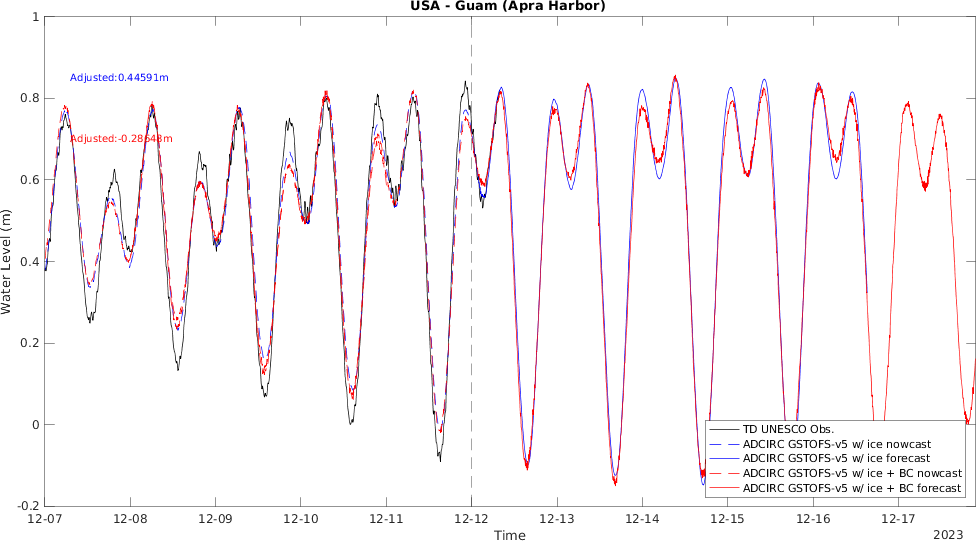 USA - Guam (Apra Harbor)
1
0.8
0.6
0.4
0.2
0
-0.2
Water Level (m)
Adjusted:0.44591m
Adjusted:-0.28648m
TD UNESCO Obs.
ADCIRC GSTOFS-v5 w/ ice nowcast
ADCIRC GSTOFS-v5 w/ ice forecast
ADCIRC GSTOFS-v5 w/ ice + BC nowcast
ADCIRC GSTOFS-v5 w/ ice + BC forecast
12-07 12-08 12-09 12-10 12-11 12-12 12-13 12-14 12-15 12-16 12-17
Time
2023